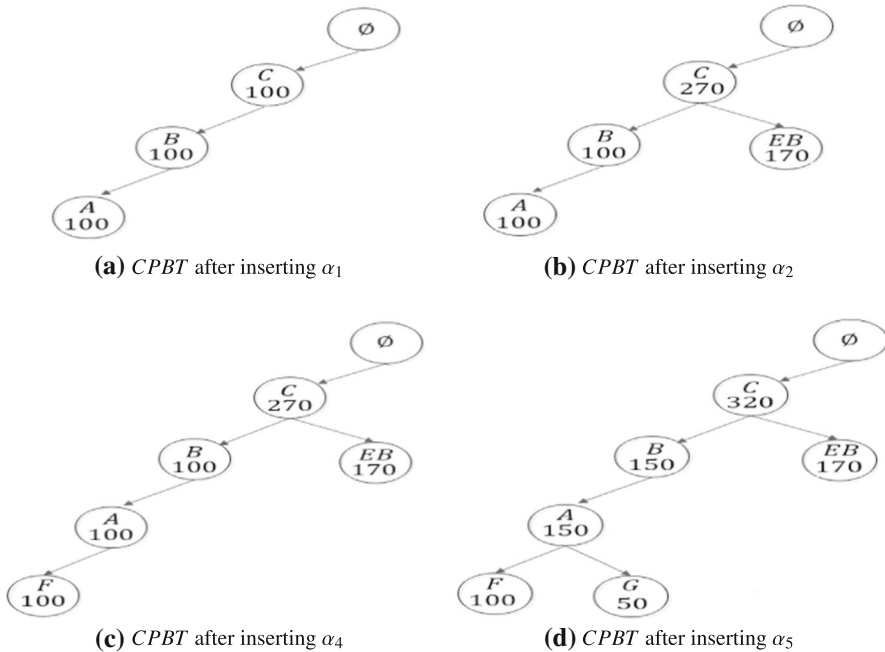 ∅
C
100
B
100
A
100
(a) CPBT after inserting α₁
∅
C
270
B
100
EB
170
A
100
(b) CPBT after inserting α₂
∅
C
270
B
100
EB
170
A
100
F
100
(c) CPBT after inserting α₄
∅
C
320
B
150
EB
170
A
150
F
100
G
50
(d) CPBT after inserting α₅